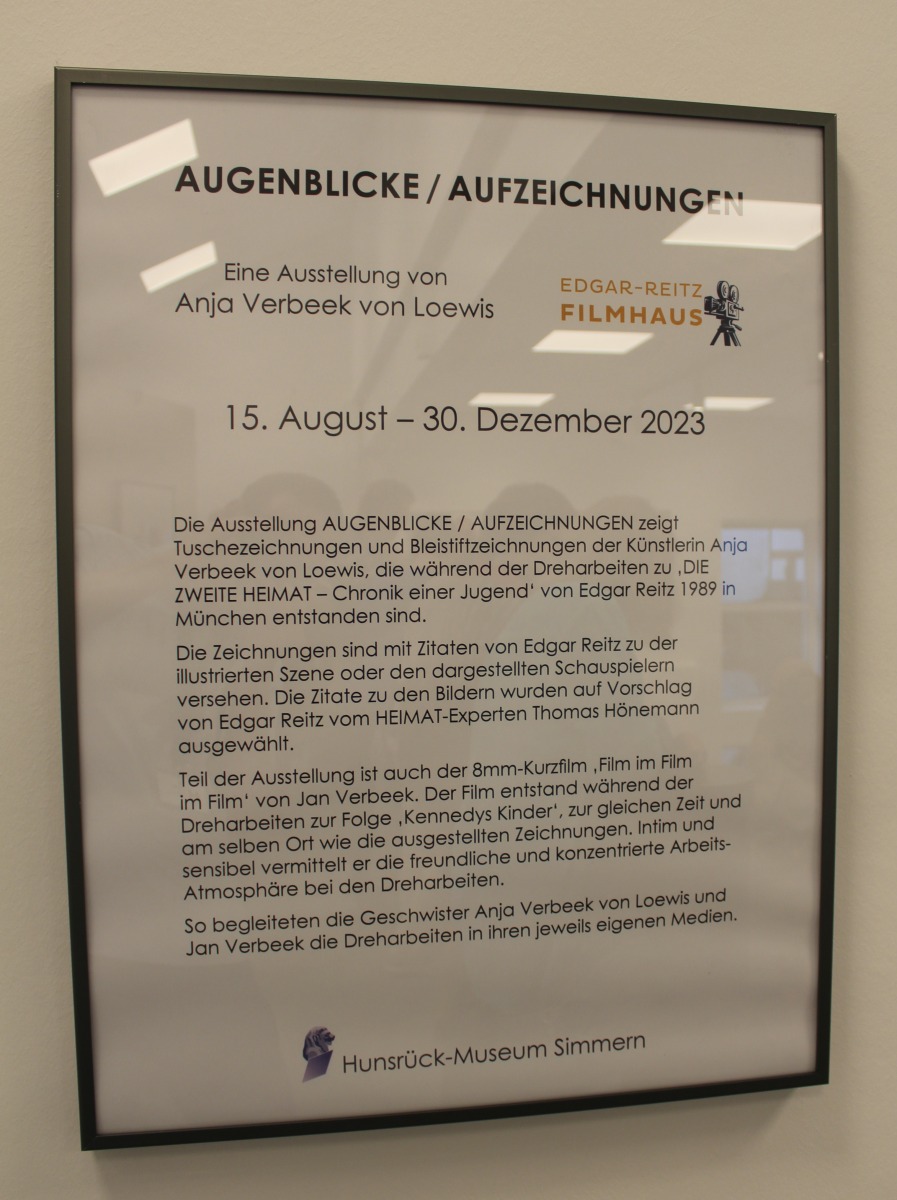 AUGENBLICKE / AUFZEICHNUNGEN
Eine Ausstellung von
Anja Verbeek von Loewis
EDGAR-REITZ
FILMHAUS
15. August – 30. Dezember 2023
Die Ausstellung AUGENBLICKE / AUFZEICHNUNGEN zeigt
Tuschezeichnungen und Bleistiftzeichnungen der Künstlerin Anja
Verbeek von Loewis, die während der Dreharbeiten zu ‚DIE
ZWEITE HEIMAT – Chronik einer Jugend‘ von Edgar Reitz 1989 in
München entstanden sind.
Die Zeichnungen sind mit Zitaten von Edgar Reitz zu der
illustrierten Szene oder den dargestellten Schauspielern
versehen. Die Zitate zu den Bildern wurden auf Vorschlag
von Edgar Reitz vom HEIMAT-Experten Thomas Hönemann
ausgewählt.
Teil der Ausstellung ist auch der 8mm-Kurzfilm ‚Film im Film
im Film‘ von Jan Verbeek. Der Film entstand während der
Dreharbeiten zur Folge ‚Kennedys Kinder‘, zur gleichen Zeit und
am selben Ort wie die ausgestellten Zeichnungen. Intim und
sensibel vermittelt er die freundliche und konzentrierte Arbeits-
Atmosphäre bei den Dreharbeiten.
So begleiteten die Geschwister Anja Verbeek von Loewis und
Jan Verbeek die Dreharbeiten in ihren jeweils eigenen Medien.
Hunsrück-Museum Simmern